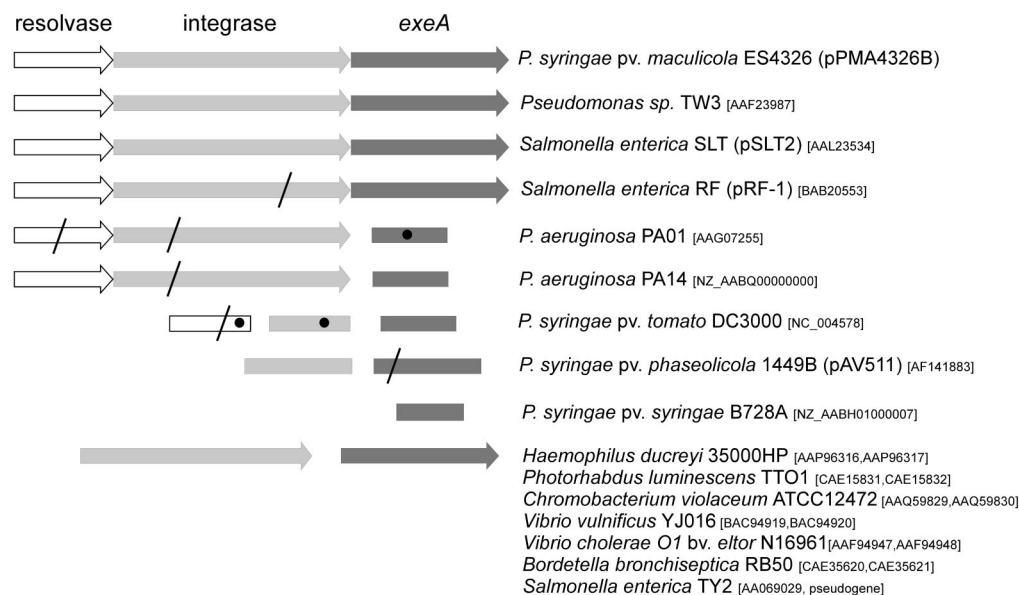 resolvase integrase exeA
P. syringae pv. maculicola ES4326 (pPMA4326B)
Pseudomonas sp. TW3 [AAF23987]
Salmonella enterica SLT (pSLT2) [AAL23534]
Salmonella enterica RF (pRF-1) [BAB20553]
P. aeruginosa PA01 [AAG07255]
P. aeruginosa PA14 [NZ_AABQ00000000]
P. syringae pv. tomato DC3000 [NC_004578]
P. syringae pv. phaseolicola 1449B (pAV511) [AF141883]
P. syringae pv. syringae B728A [NZ_AABH01000007]
Haemophilus ducreyi 35000HP [AAP96316,AAP96317]
Photorhabdus luminescens TTO1 [CAE15831,CAE15832]
Chromobacterium violaceum ATCC12472 [AAQ59829,AAQ59830]
Vibrio vulnificus YJ016 [BAC94919,BAC94920]
Vibrio cholerae O1 bv. eltor N16961[AAF94947,AAF94948]
Bordetella bronchiseptica RB50 [CAE35620,CAE35621]
Salmonella enterica TY2 [AA069029, pseudogene]